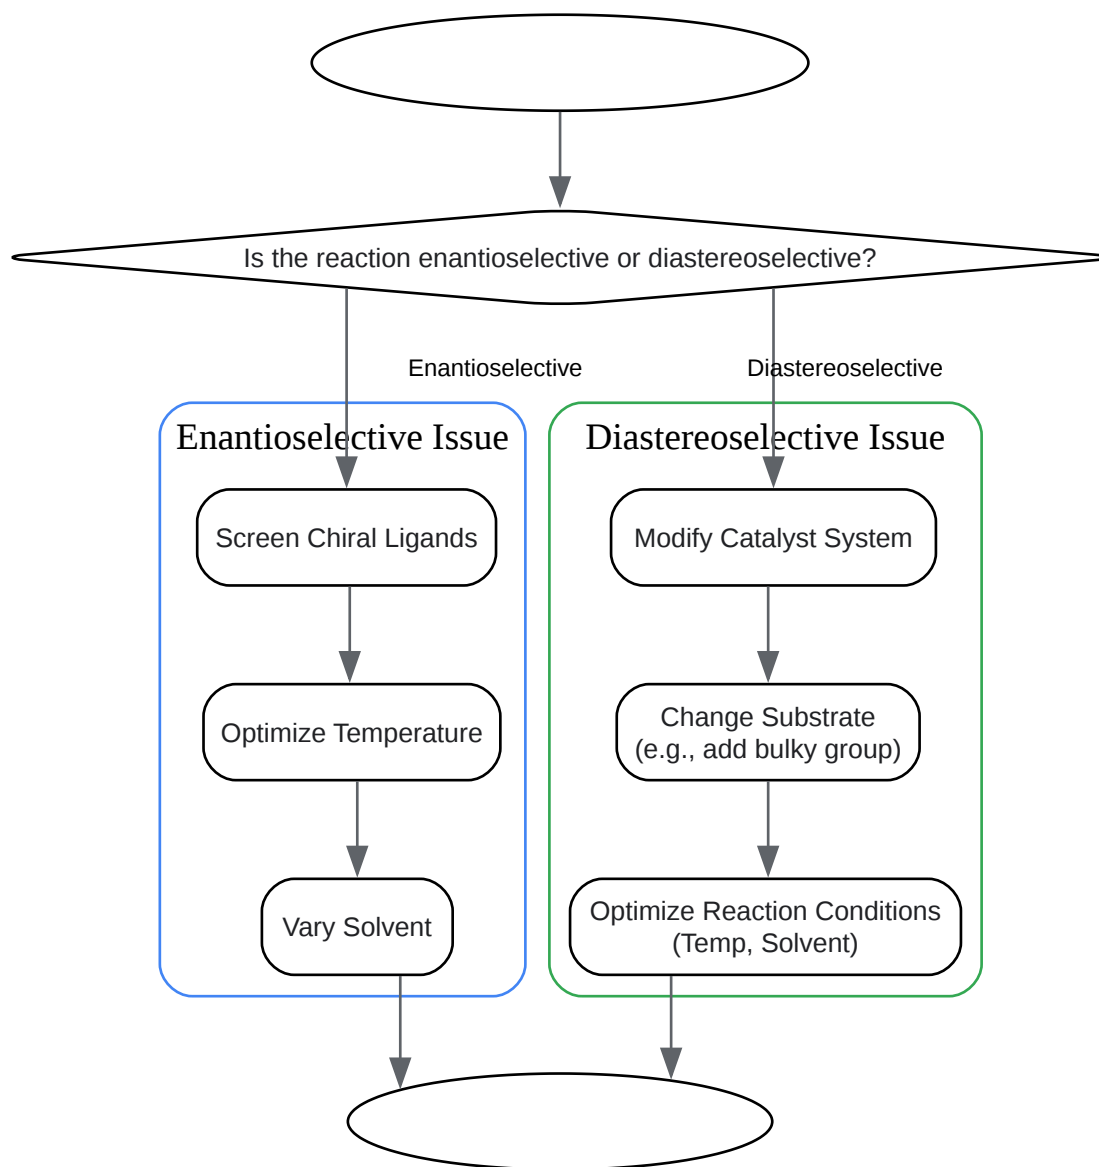 Is the reaction enantioselective or diastereoselective?
Enantioselective
Diastereoselective
Enantioselective Issue
Diastereoselective Issue
Screen Chiral Ligands
Modify Catalyst System
Optimize Temperature
Change Substrate
(e.g., add bulky group)
Vary Solvent
Optimize Reaction Conditions
(Temp, Solvent)